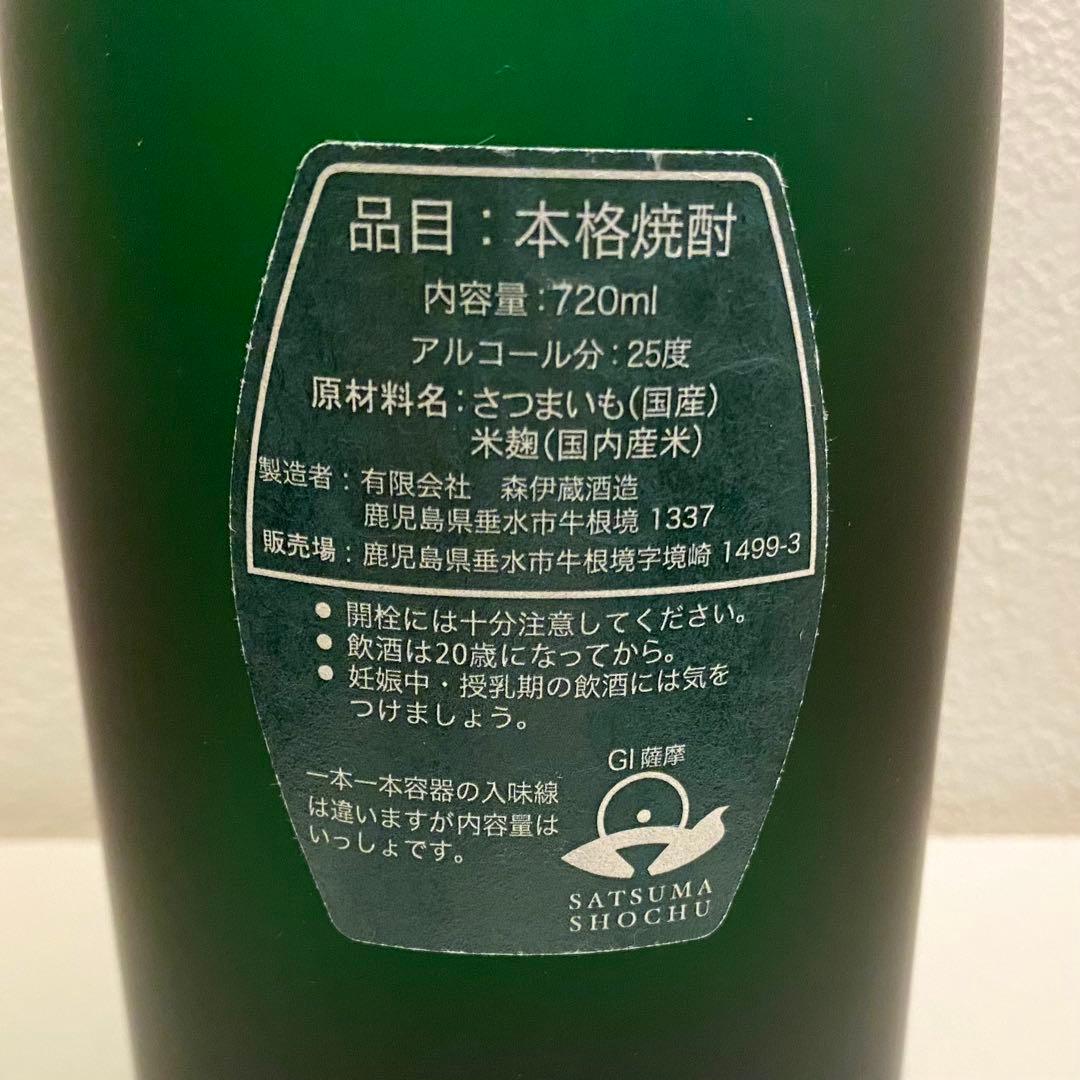 品目：本格焼酎
内容量：720ml
アルコール分：25度
原材料名：さつまいも(国産)
米麹(国内産米)
製造者：有限会社　森伊蔵酒造
鹿児島県垂水市牛根境 1337
販売場：鹿児島県垂水市牛根境字境崎 1499-3
● 開栓には十分注意してください。
● 飲酒は20歳になってから。
● 妊娠中・授乳期の飲酒には気を
つけましょう。
一本一本容器の入味線
は違いますが内容量は
いっしょです。
GI薩摩
SATSUMA
SHOCHU